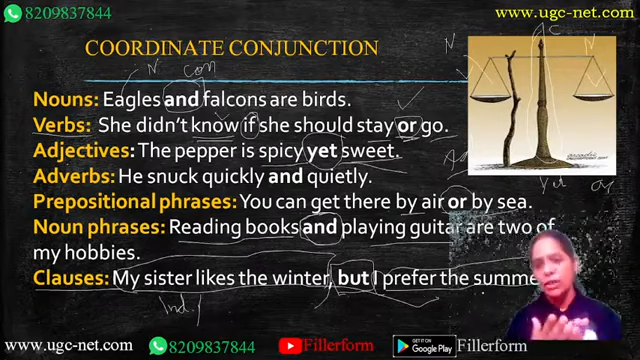 8209837844 www.ugc-net.com
COORDINATE CONJUNCTION
N C N
N con
Nouns: Eagles and falcons are birds.
Verbs: She didn't know if she should stay or go.
Adjectives: The pepper is spicy yet sweet.
Adverbs: He snuck quickly and quietly.
Yet or
Prepositional phrases: You can get there by air or by sea.
Noun phrases: Reading books and playing guitar are two of
my hobbies.
Clauses: My sister likes the winter, but I prefer the summe
Ind.
www.ugc-net.com 8209837844 Fillerform GET IT ON Google Play Fillerform